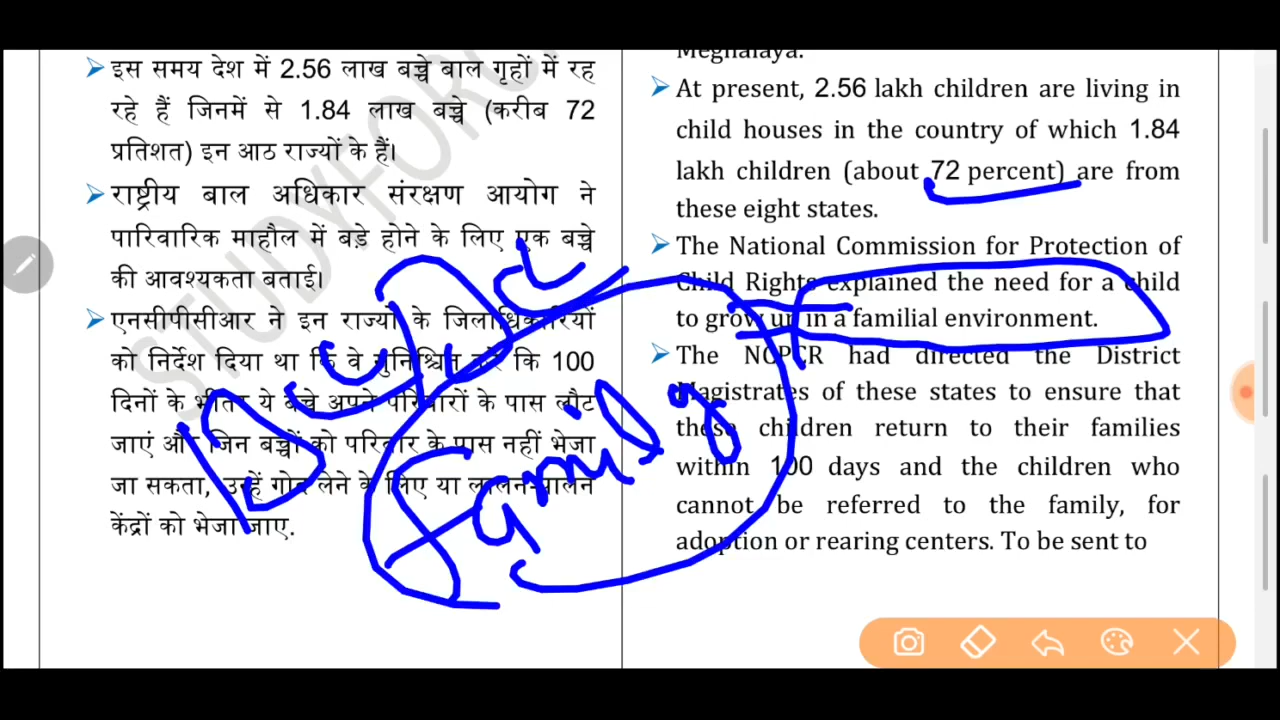 इस समय देश में 2.56 लाख बच्चे बाल गृहों में रह
रहे हैं जिनमें से 1.84 लाख बच्चे (करीब 72
प्रतिशत) इन आठ राज्यों के हैं।
राष्ट्रीय बाल अधिकार संरक्षण आयोग ने
पारिवारिक माहौल में बड़े होने के लिए एक बच्चे
की आवश्यकता बताई।
एनसीपीसीआर ने इन राज्यों के जिलाधिकारियों
को निर्देश दिया था कि वे सुनिश्चित करें कि 100
दिनों के भीतर ये बच्चे अपने परिवारों के पास लौट
जाएं और जिन बच्चों को परिवार के पास नहीं भेजा
जा सकता, उन्हें गोद लेने के लिए या लालन-पालन
केंद्रों को भेजा जाए.
Meghalaya.
At present, 2.56 lakh children are living in
child houses in the country of which 1.84
lakh children (about 72 percent) are from
these eight states.
The National Commission for Protection of
Child Rights explained the need for a child
to grow up in a familial environment.
The NCPCR had directed the District
Magistrates of these states to ensure that
these children return to their families
within 100 days and the children who
cannot be referred to the family, for
adoption or rearing centers. To be sent to
family